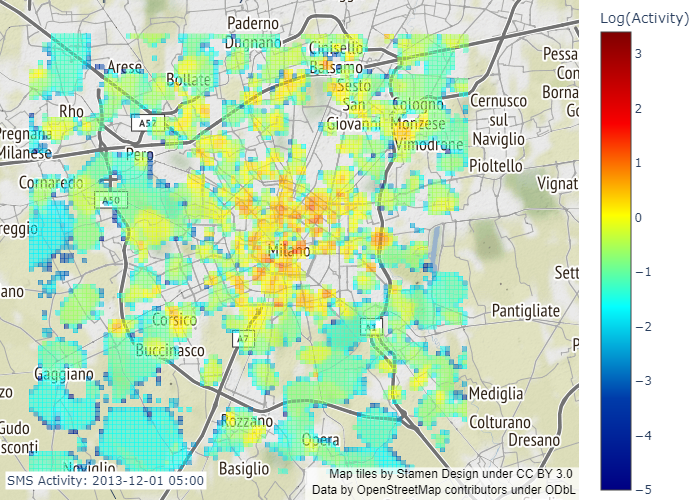 Log(Activity)
Paderno
Dugnano
Cinisello
Balsamo
Arese
Bollate
Sesto
San
Giovanni
Cologno
Monzese
Vimodrone
Cernusco
sul
Naviglio
Pessa
Con
Borna
Go
Rho
A52
Pregnana
Milanese
Pero
Pioltello
Cornaredo
A50
Vignat
reggio
Milano
Sett
ano
Pantigliate
Corsico
A1
A7
Buccinasco
P
Gaggiano
zo
Mediglia
Rozzano
Colturano
Gudo
sconti
Opera
Dresano
Noviglio
Basiglio
SMS Activity: 2013-12-01 05:00
Map tiles by Stamen Design under CC BY 3.0
Data by OpenStreetMap contributors under ODbL
3
2
1
0
−1
−2
−3
−4
−5